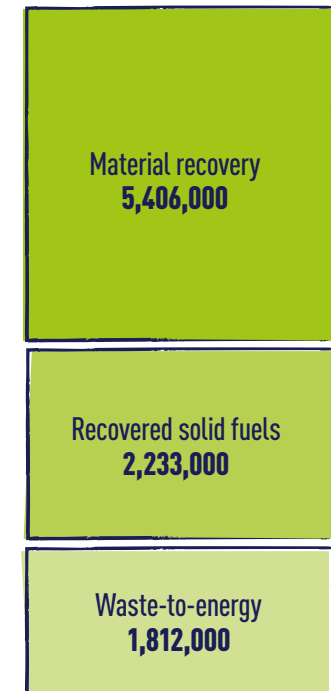 Material recovery
5,406,000
Recovered solid fuels
2,233,000
Waste-to-energy
1,812,000